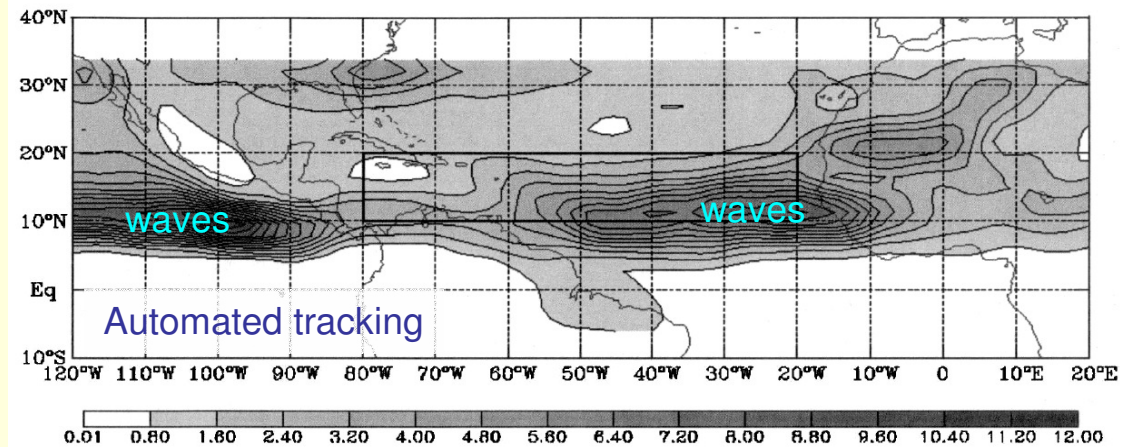 40°N
30°N
20°N
10°N
Eq
10°S
waves
waves
Automated tracking
120°W 110°W 100°W 90°W 80°W 70°W 60°W 50°W 40°W 30°W 20°W 10°W 0 10°E 20°E
0.01 0.80 1.60 2.40 3.20 4.00 4.80 5.60 6.40 7.20 8.00 8.80 9.60 10.40 11.20 12.00